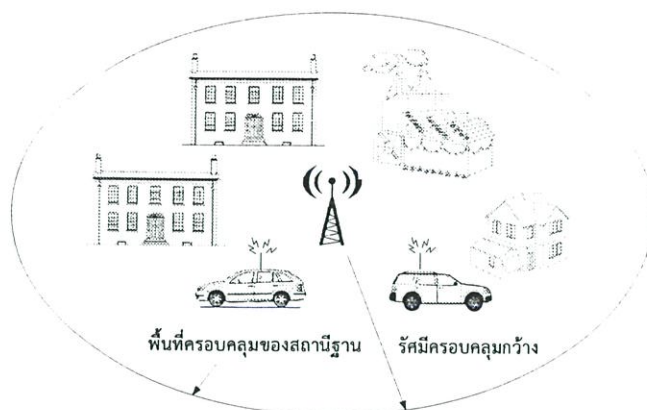 พื้นที่ครอบคลุมของสถานีฐาน
รัศมีครอบคลุมกว้าง